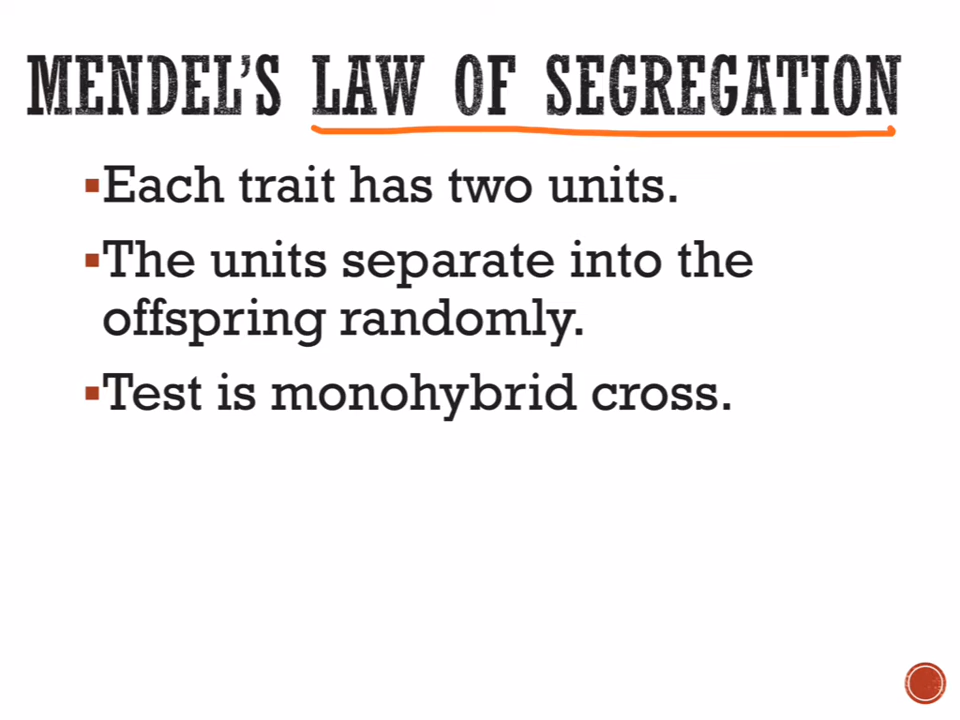 MENDEL'S LAW OF SEGREGATION
▪Each trait has two units.
▪The units separate into the
offspring randomly.
▪Test is monohybrid cross.